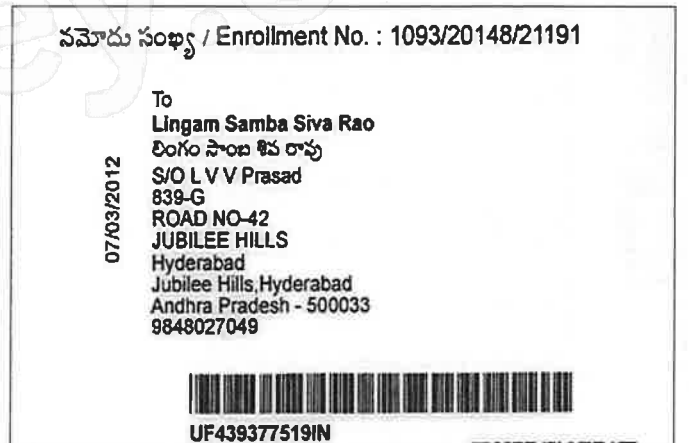 నమోదు సంఖ్య / Enrollment No. : 1093/20148/21191
To
Lingam Samba Siva Rao
లింగం సాంబ శివ రావు
S/O L V V Prasad
839-G
ROAD NO-42
JUBILEE HILLS
Hyderabad
Jubilee Hills,Hyderabad
Andhra Pradesh - 500033
9848027049
07/03/2012
UF439377519IN